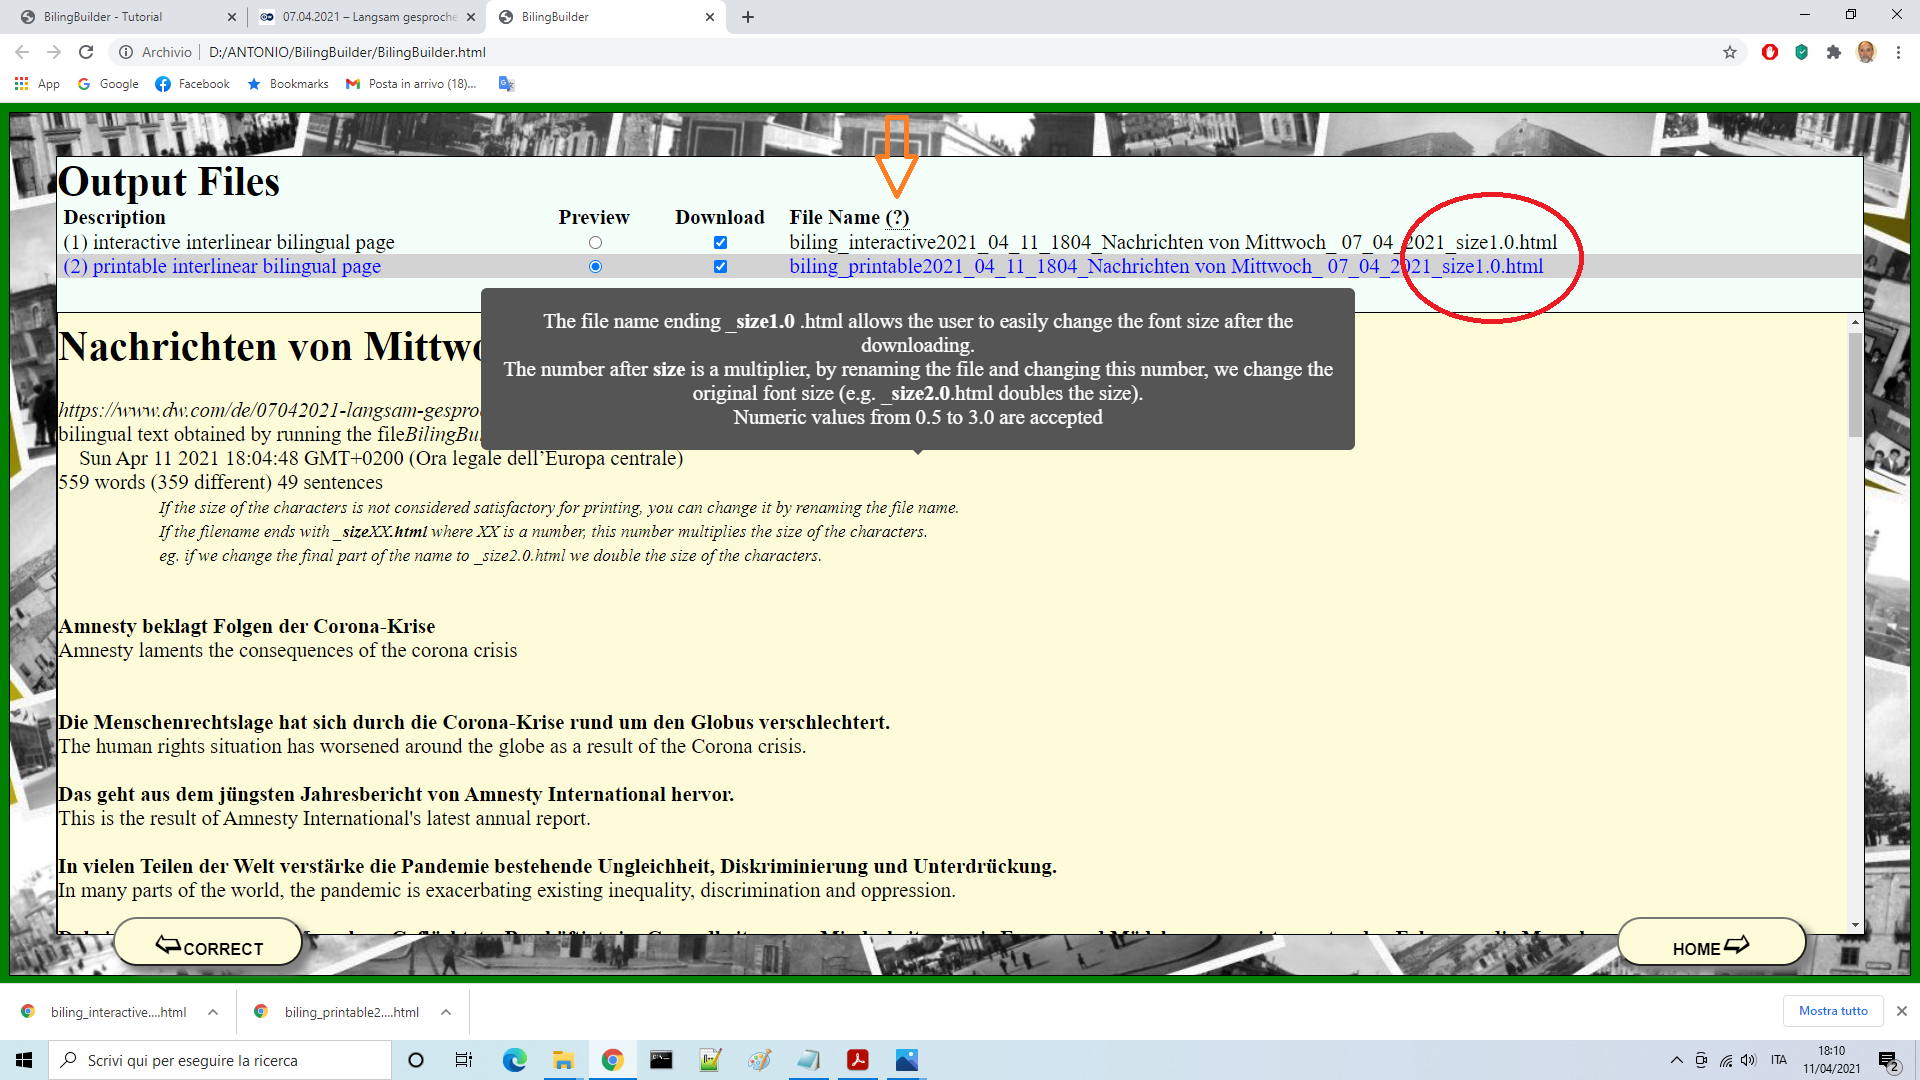 BilingBuilder - Tutorial
07.04.2021 – Langsam gesproche
BilingBuilder
Archivio
D:/ANTONIO/BilingBuilder/BilingBuilder.html
App
Google
Facebook
Bookmarks
Posta in arrivo (18)...
Output Files
Description Preview Download File Name (?)
(1) interactive interlinear bilingual page biling_interactive2021_04_11_1804_Nachrichten von Mittwoch_ 07_04_2021_size1.0.html
(2) printable interlinear bilingual page biling_printable2021_04_11_1804_Nachrichten von Mittwoch_ 07_04_2021_size1.0.html
The file name ending _size1.0 .html allows the user to easily change the font size after the
downloading.
The number after size is a multiplier, by renaming the file and changing this number, we change the
original font size (e.g. _size2.0.html doubles the size).
Numeric values from 0.5 to 3.0 are accepted
Nachrichten von Mittwo
https://www.dw.com/de/07042021-langsam-gespro
bilingual text obtained by running the fileBilingBu
Sun Apr 11 2021 18:04:48 GMT+0200 (Ora legale dell’Europa centrale)
559 words (359 different) 49 sentences
If the size of the characters is not considered satisfactory for printing, you can change it by renaming the file name.
If the filename ends with _sizeXX.html where XX is a number, this number multiplies the size of the characters.
eg. if we change the final part of the name to _size2.0.html we double the size of the characters.
Amnesty beklagt Folgen der Corona-Krise
Amnesty laments the consequences of the corona crisis
Die Menschenrechtslage hat sich durch die Corona-Krise rund um den Globus verschlechtert.
The human rights situation has worsened around the globe as a result of the Corona crisis.
Das geht aus dem jüngsten Jahresbericht von Amnesty International hervor.
This is the result of Amnesty International's latest annual report.
In vielen Teilen der Welt verstärke die Pandemie bestehende Ungleichheit, Diskriminierung und Unterdrückung.
In many parts of the world, the pandemic is exacerbating existing inequality, discrimination and oppression.
CORRECT
HOME
biling_interactive....html
biling_printable2....html
Mostra tutto
Scrivi qui per eseguire la ricerca
ITA
18:10
11/04/2021
2